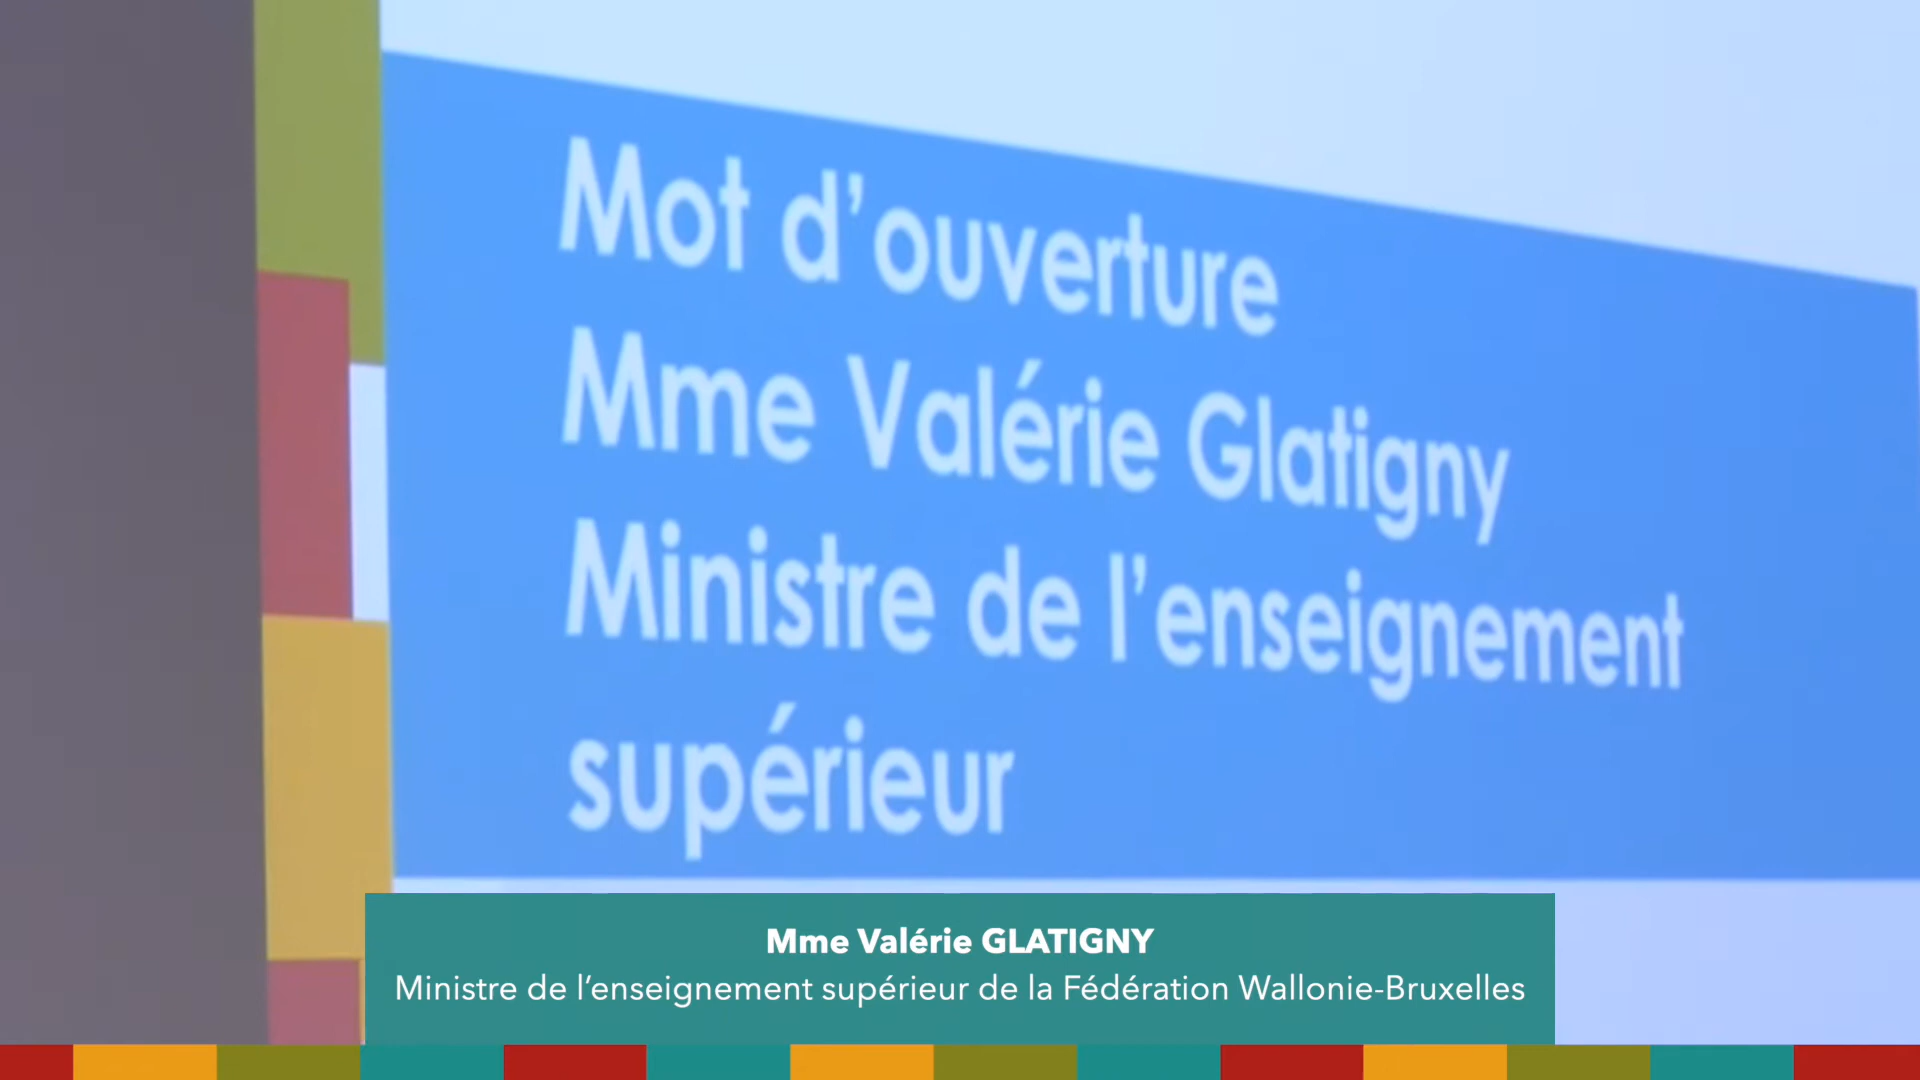 Mot d’ouverture
Mme Valérie Glatigny
Ministre de l’enseignement
supérieur
Mme Valérie GLATIGNY
Ministre de l’enseignement supérieur de la Fédération Wallonie-Bruxelles